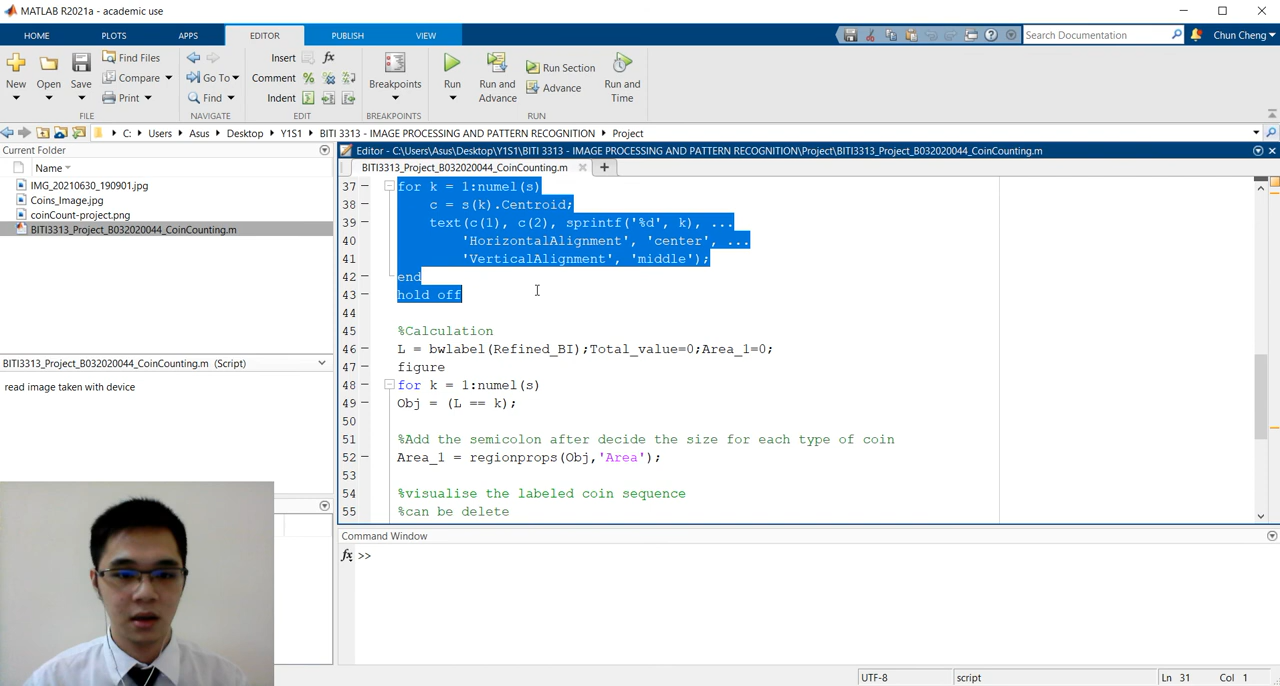 MATLAB R2021a - academic use
HOME PLOTS APPS EDITOR PUBLISH VIEW Search Documentation Chun Cheng
New Open Save Find Files Compare Print Go To Find Insert Comment Indent Breakpoints Run Run and Advance Run Section Advance Run and Time
FILE NAVIGATE EDIT BREAKPOINTS RUN
C: Users Asus Desktop Y1S1 BITI 3313 - IMAGE PROCESSING AND PATTERN RECOGNITION Project
Current Folder
Name
IMG_20210630_190901.jpg
Coins_Image.jpg
coinCount-project.png
BITI3313_Project_B032020044_CoinCounting.m
BITI3313_Project_B032020044_CoinCounting.m (Script)
read image taken with device
Editor - C:\Users\Asus\Desktop\Y1S1\BITI 3313 - IMAGE PROCESSING AND PATTERN RECOGNITION\Project\BITI3313_Project_B032020044_CoinCounting.m
BITI3313_Project_B032020044_CoinCounting.m
37 for k = 1:numel(s)
38 c = s(k).Centroid;
39 text(c(1), c(2), sprintf('%d', k), ...
40 'HorizontalAlignment', 'center', ...
41 'VerticalAlignment', 'middle');
42 end
43 hold off
44
45 %Calculation
46 L = bwlabel(Refined_BI);Total_value=0;Area_1=0;
47 figure
48 for k = 1:numel(s)
49 Obj = (L == k);
50
51 %Add the semicolon after decide the size for each type of coin
52 Area_1 = regionprops(Obj,'Area');
53
54 %visualise the labeled coin sequence
55 %can be delete
Command Window
fx >>
UTF-8 script Ln 31 Col 1